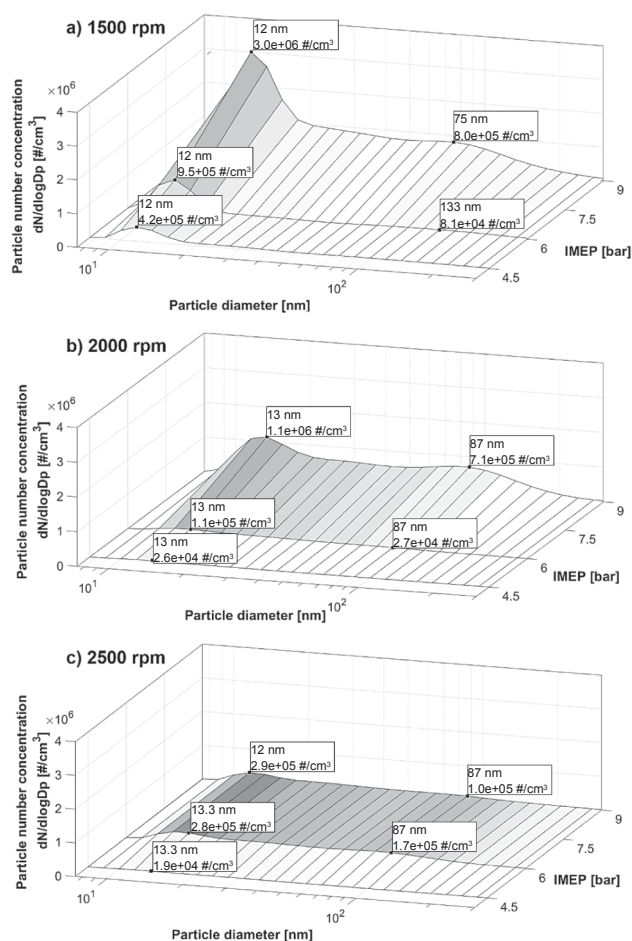 a) 1500 rpm
12 nm
3.0e+06 #/cm³
75 nm
8.0e+05 #/cm³
12 nm
9.5+05 #/cm³
12 nm
4.2e+05 #/cm³
133 nm
8.1e+04 #/cm³
×10⁶
4
3
2
1
0
Particle number concentration
dN/dlogDp [#/cm³]
10¹
10²
Particle diameter [nm]
4.5
6
7.5
9
IMEP [bar]
b) 2000 rpm
13 nm
1.1e+06 #/cm³
87 nm
7.1e+05 #/cm³
13 nm
1.1e+05 #/cm³
13 nm
2.6e+04 #/cm³
87 nm
2.7e+04 #/cm³
×10⁶
4
3
2
1
0
Particle number concentration
dN/dlogDp [#/cm³]
10¹
10²
Particle diameter [nm]
4.5
6
7.5
9
IMEP [bar]
c) 2500 rpm
12 nm
2.9e+05 #/cm³
87 nm
1.0e+05 #/cm³
13.3 nm
2.8e+05 #/cm³
13.3 nm
1.9e+04 #/cm³
87 nm
1.7e+05 #/cm³
×10⁶
4
3
2
1
0
Particle number concentration
dN/dlogDp [#/cm³]
10¹
10²
Particle diameter [nm]
4.5
6
7.5
9
IMEP [bar]